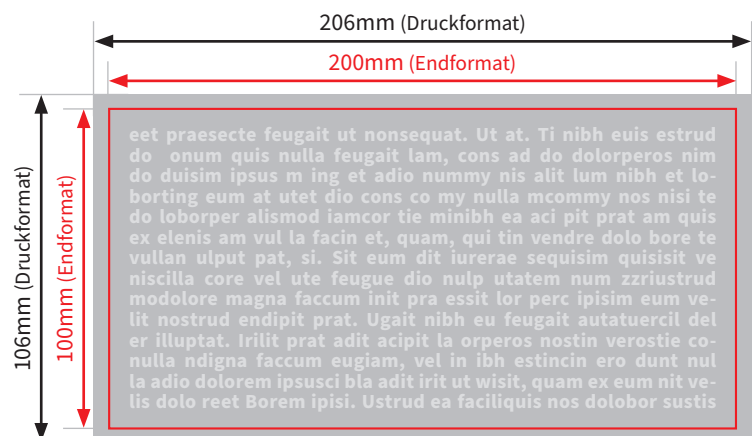 206mm (Druckformat)
200mm (Endformat)
106mm (Druckformat)
100mm (Endformat)
eet praesecte feugait ut nonsequat. Ut at. Ti nibh euis estrud
do onum quis nulla feugait lam, cons ad do dolorperos nim
do duisim ipsus m ing et adio nummy nis alit lum nibh et lo-
borting eum at utet dio cons co my nulla mcommy nos nisi te
do loborper alismod iamcor tie minibh ea aci pit prat am quis
ex elenis am vul la facin et, quam, qui tin vendre dolo bore te
vullan ulput pat, si. Sit eum dit iurerae sequisim quisisit ve
niscilla core vel ute feugue dio nulp utatem num zzriustrud
modolore magna faccum init pra essit lor perc ipisim eum ve-
lit nostrud endipit prat. Ugait nibh eu feugait autatuercil del
er illuptat. Irilit prat adit acipit la orperos nostin verostie co-
nulla ndigna faccum eugiam, vel in ibh estincin ero dunt nul
la adio dolorem ipsusci bla adit irit ut wisit, quam ex eum nit ve-
lis dolo reet Borem ipisi. Ustrud ea faciliquis nos dolobor sustis